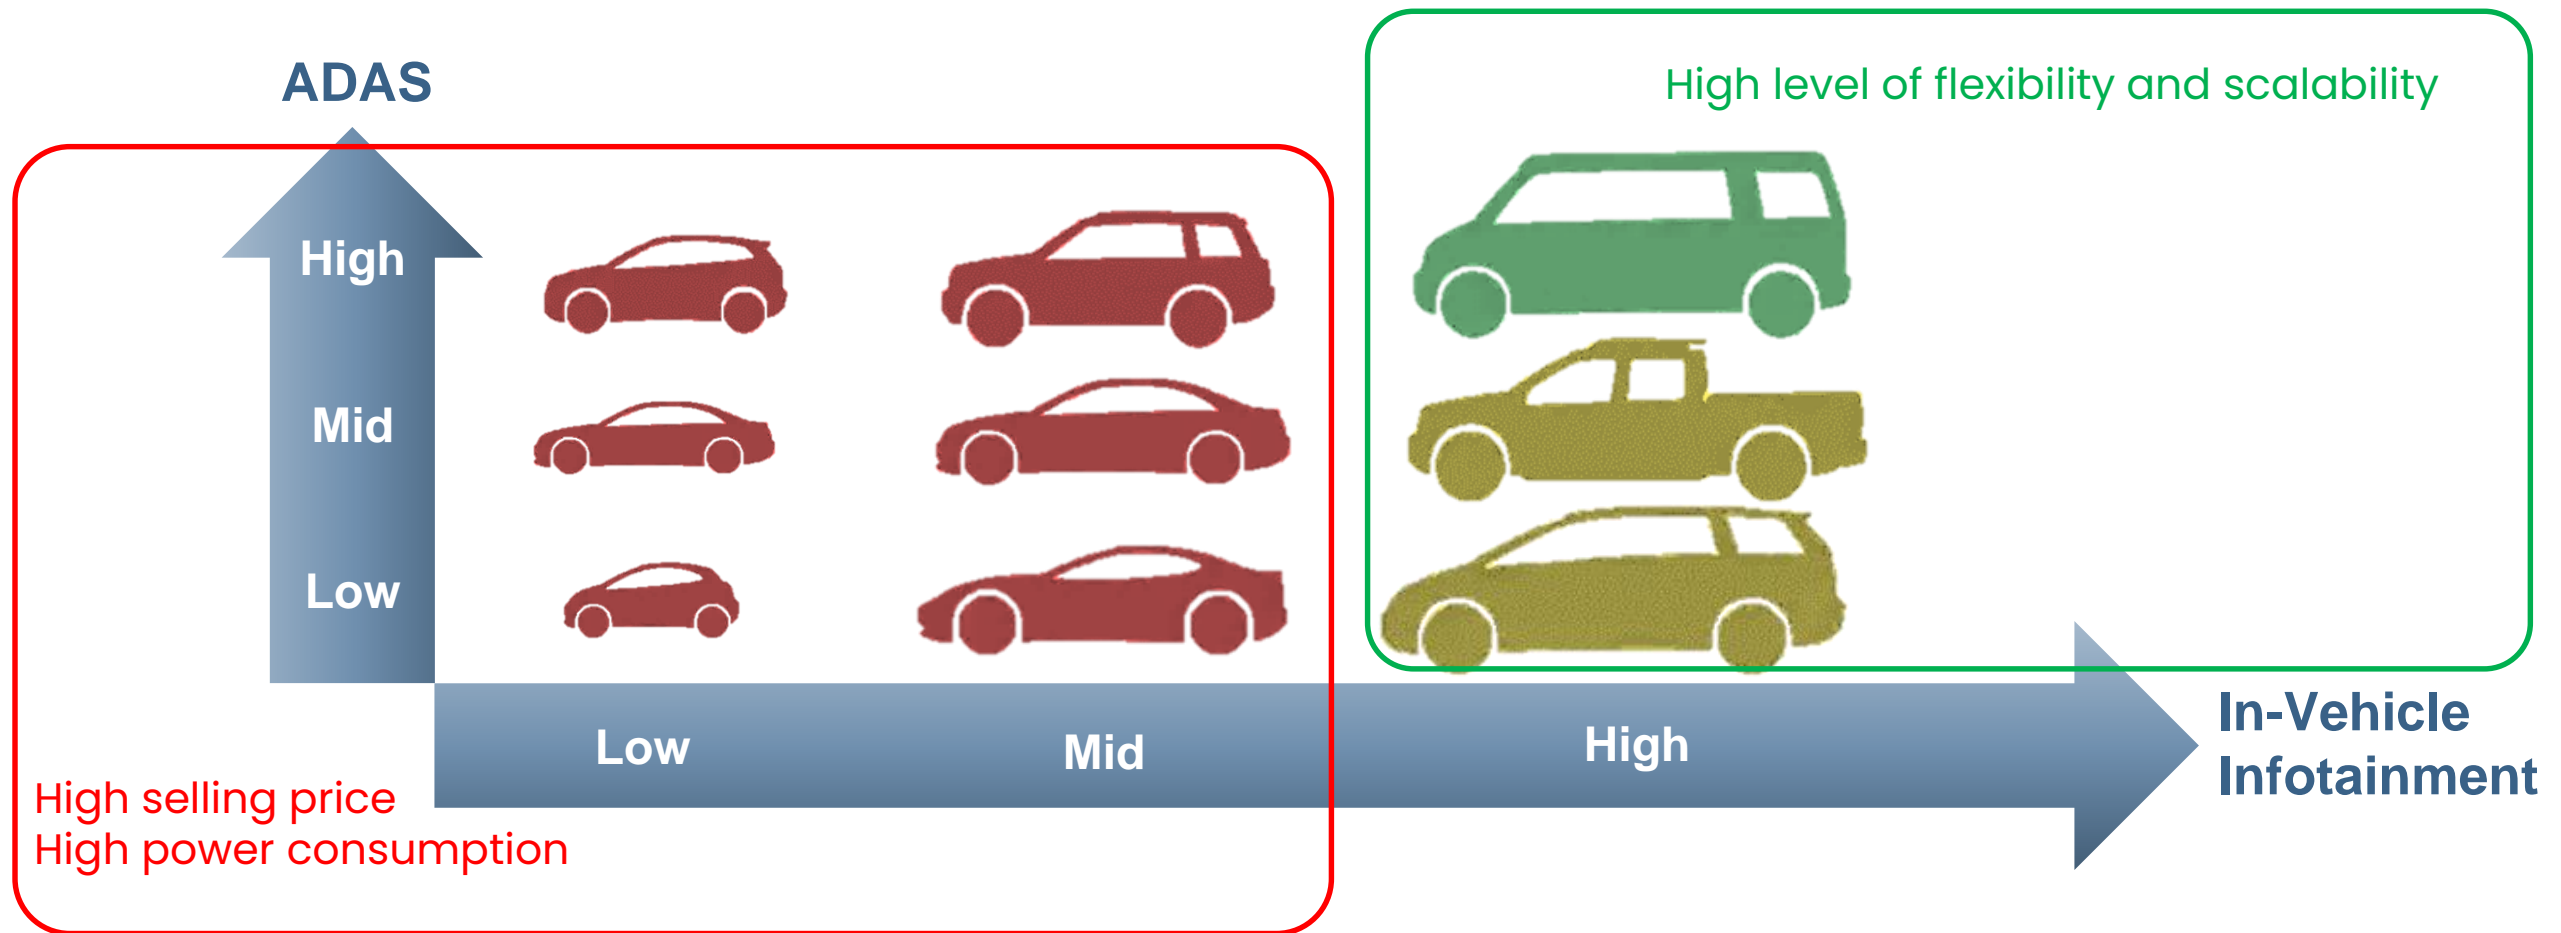 ADAS
High level of flexibility and scalability
High
Mid
Low
Low
Mid
High
In-Vehicle
Infotainment
High selling price
High power consumption